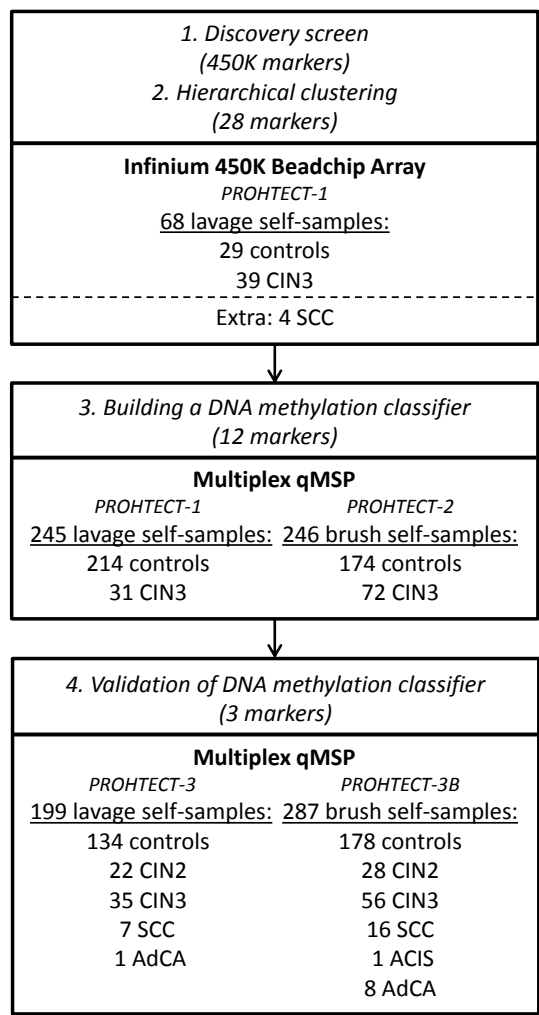 1. Discovery screen
(450K markers)
2. Hierarchical clustering
(28 markers)
Infinium 450K Beadchip Array
PROHTECT-1
68 lavage self-samples:
29 controls
39 CIN3
Extra: 4 SCC
3. Building a DNA methylation classifier
(12 markers)
Multiplex qMSP
PROHTECT-1
245 lavage self-samples:
214 controls
31 CIN3
PROHTECT-2
246 brush self-samples:
174 controls
72 CIN3
4. Validation of DNA methylation classifier
(3 markers)
Multiplex qMSP
PROHTECT-3
199 lavage self-samples:
134 controls
22 CIN2
35 CIN3
7 SCC
1 AdCA
PROHTECT-3B
287 brush self-samples:
178 controls
28 CIN2
56 CIN3
16 SCC
1 ACIS
8 AdCA